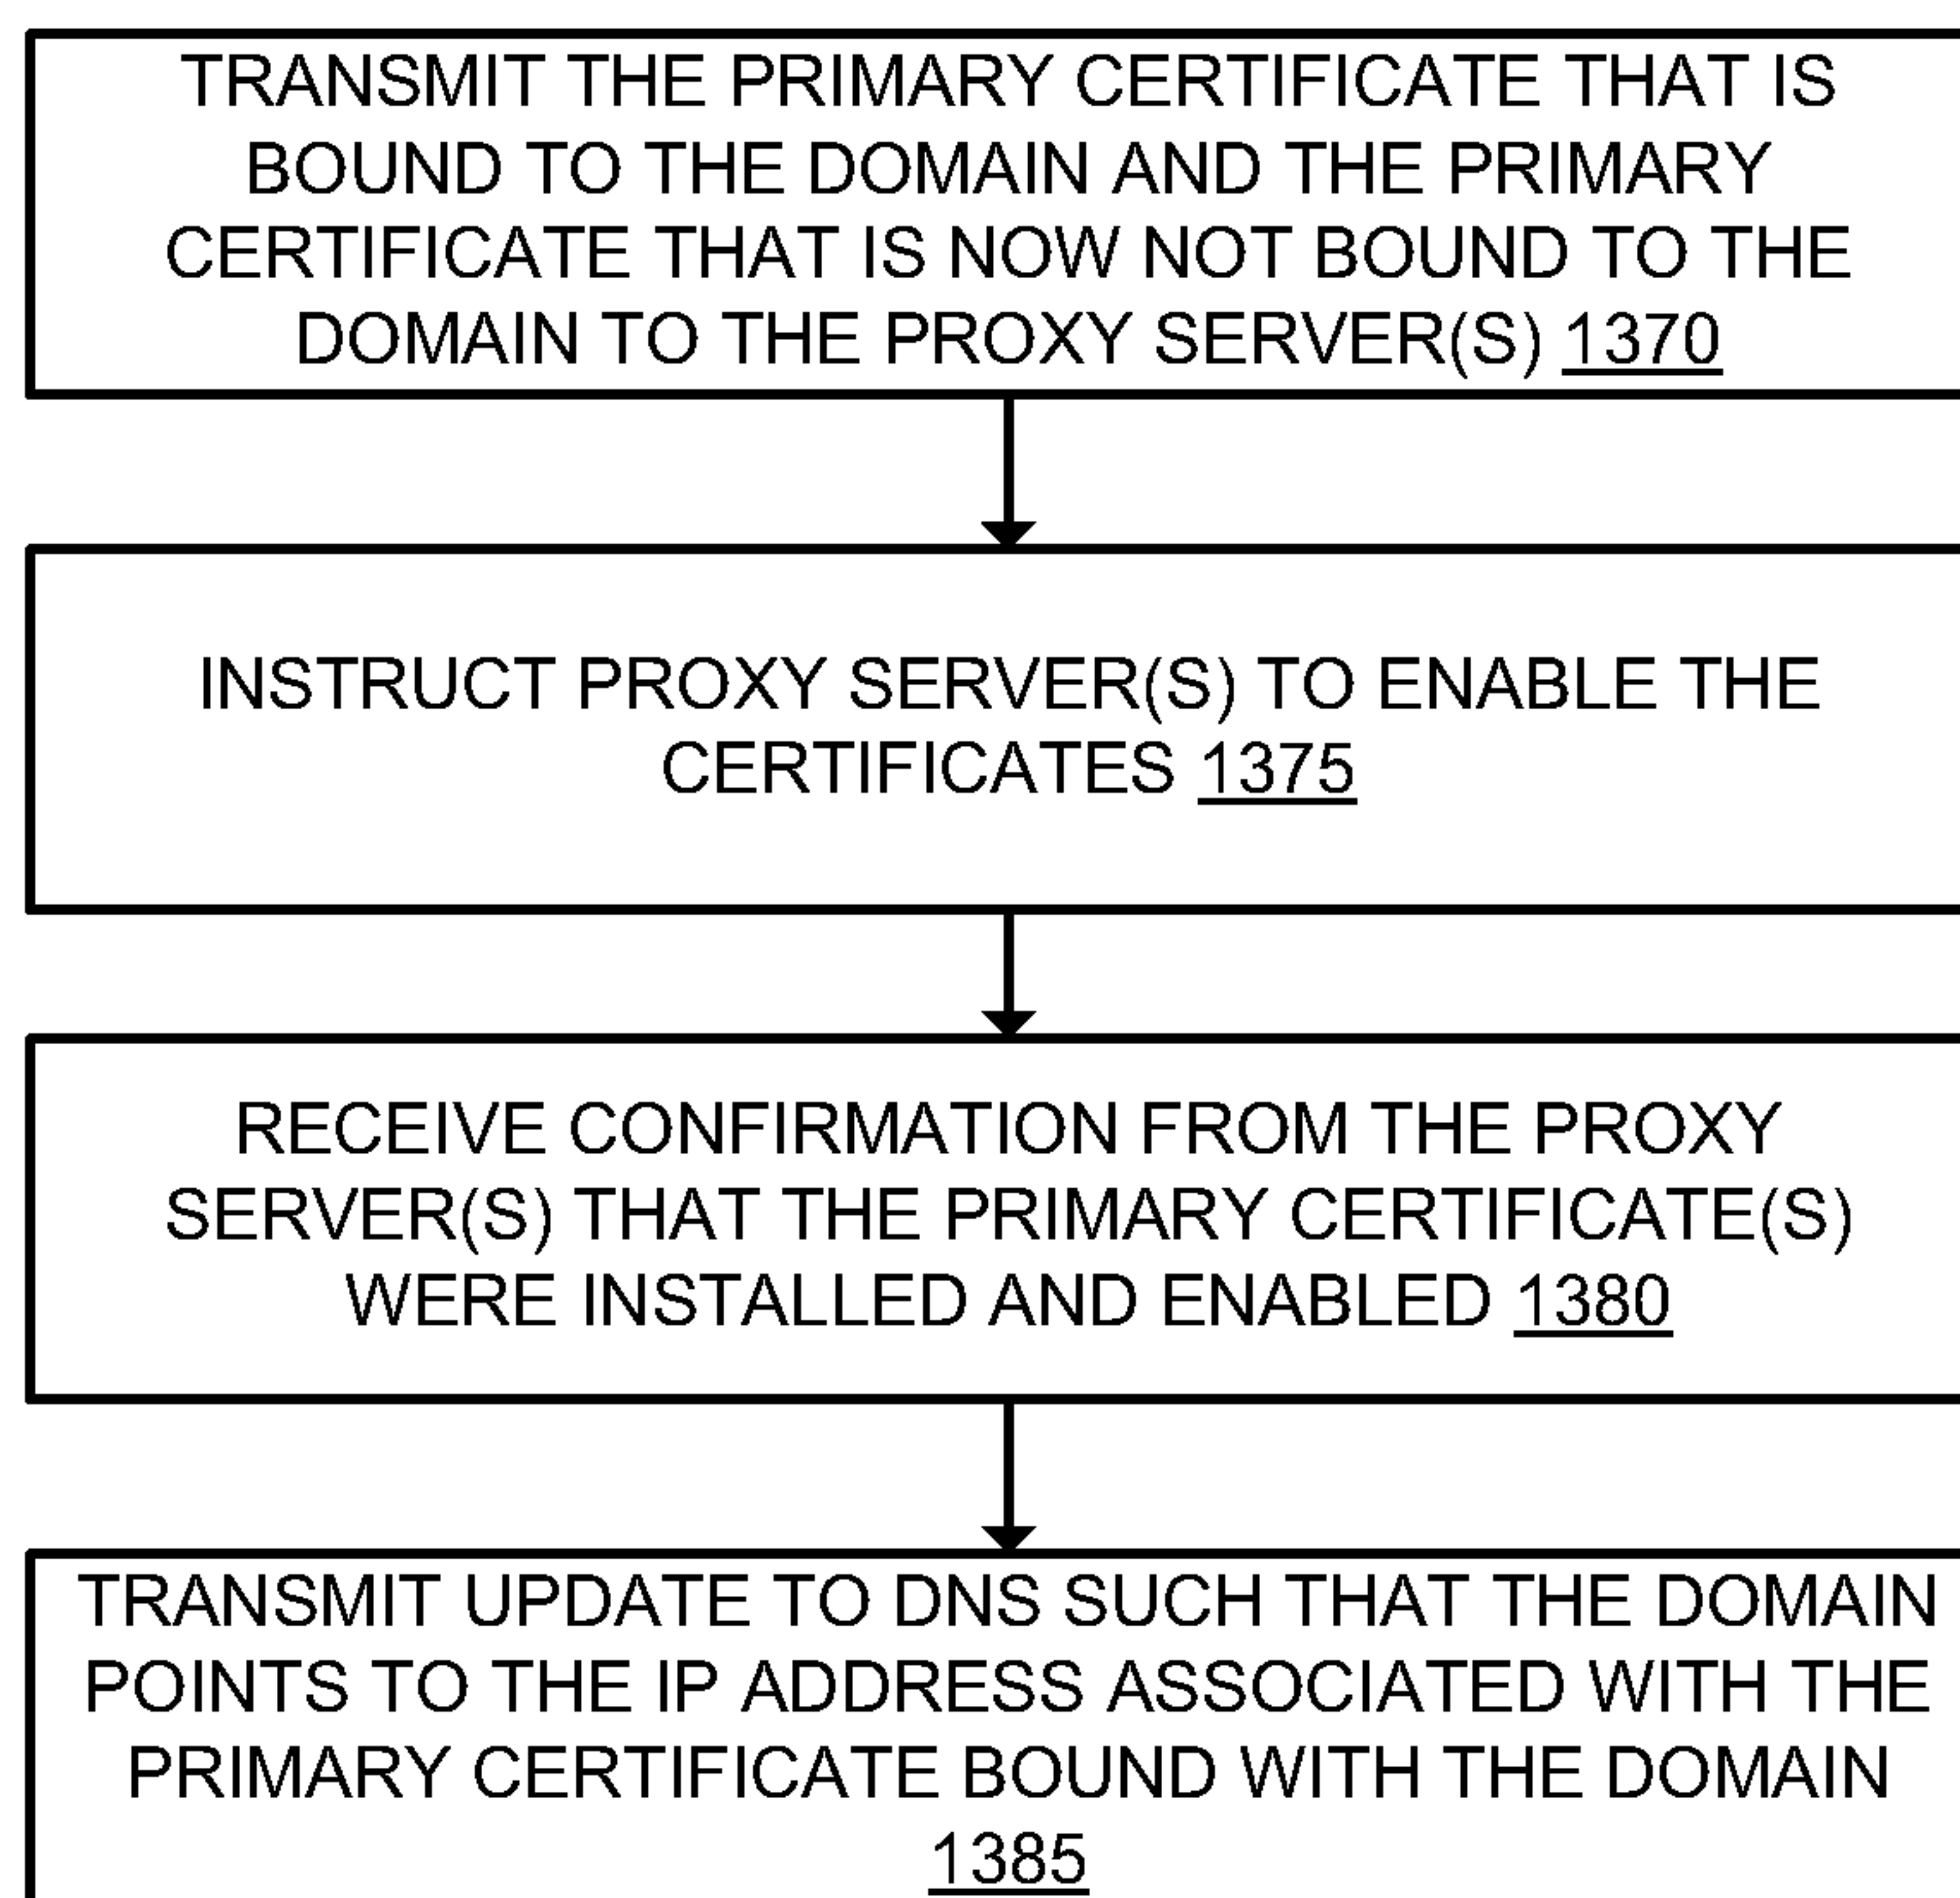 TRANSMIT THE PRIMARY CERTIFICATE THAT IS
BOUND TO THE DOMAIN AND THE PRIMARY
CERTIFICATE THAT IS NOW NOT BOUND TO THE
DOMAIN TO THE PROXY SERVER(S) 1370
INSTRUCT PROXY SERVER(S) TO ENABLE THE
CERTIFICATES 1375
RECEIVE CONFIRMATION FROM THE PROXY
SERVER(S) THAT THE PRIMARY CERTIFICATE(S)
WERE INSTALLED AND ENABLED 1380
TRANSMIT UPDATE TO DNS SUCH THAT THE DOMAIN
POINTS TO THE IP ADDRESS ASSOCIATED WITH THE
PRIMARY CERTIFICATE BOUND WITH THE DOMAIN
1385